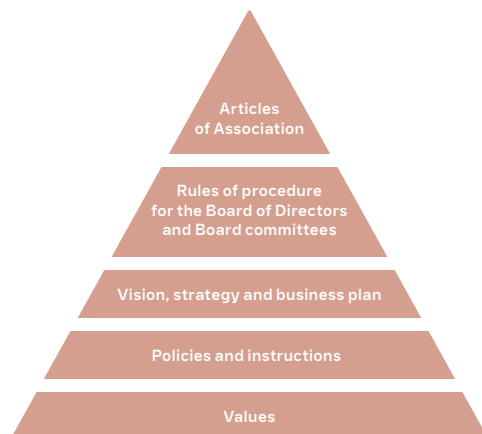 Articles
of Association
Rules of procedure
for the Board of Directors
and Board committees
Vision, strategy and business plan
Policies and instructions
Values